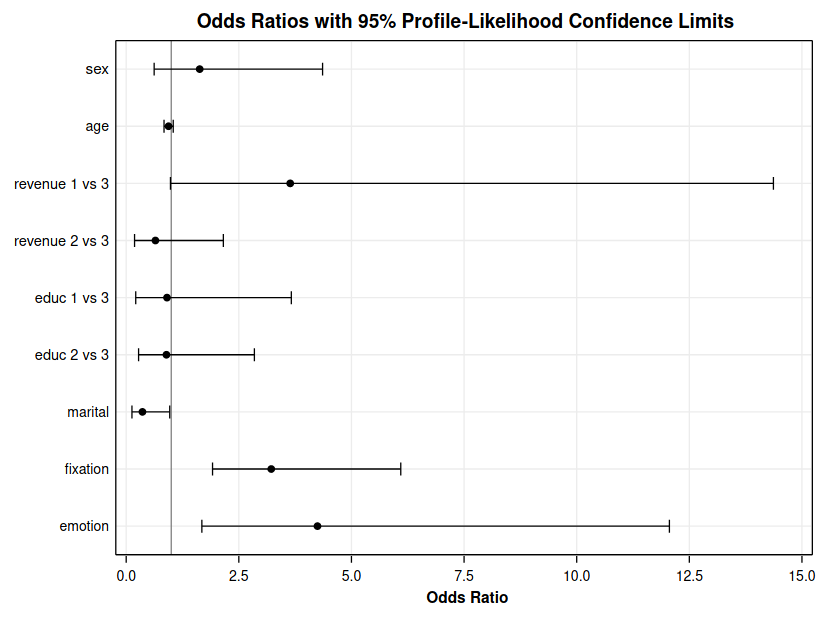 Odds Ratios with 95% Profile-Likelihood Confidence Limits
sex
age
revenue 1 vs 3
revenue 2 vs 3
educ 1 vs 3
educ 2 vs 3
marital
fixation
emotion
0.0 2.5 5.0 7.5 10.0 12.5 15.0
Odds Ratio